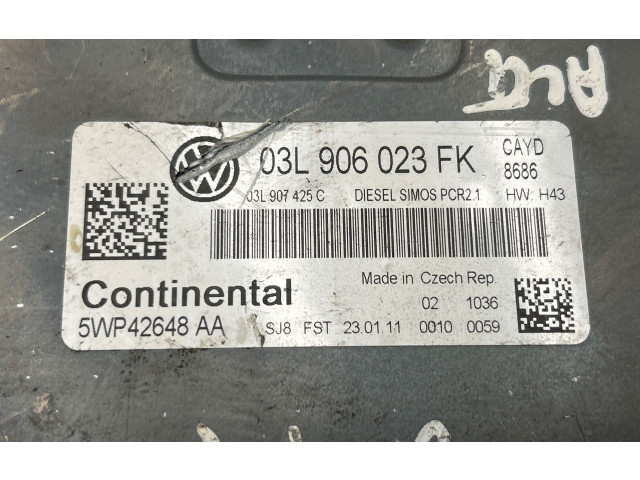 03L 906 023 FK
CAYD
8686
03L 907 425 C DIESEL SIMOS PCR2.1 HW: H43
Continental
Made in Czech Rep.
02 1036
5WP42648 AA SJ8 FST 23.01.11 0010 0059